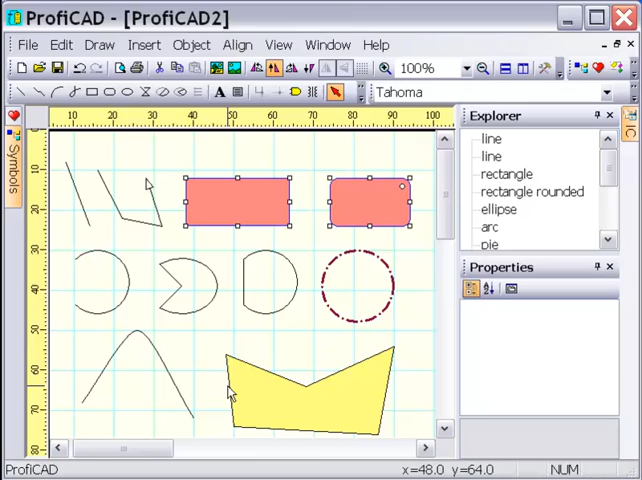 ProfiCAD - [ProfiCAD2]
File Edit Draw Insert Object Align View Window Help
100%
A Tahoma
10 20 30 40 50 60 70 80 90 100
Explorer
line
line
rectangle
rectangle rounded
ellipse
arc
pie
Properties
Symbols
IC
10
20
30
40
50
60
70
80
ProfiCAD x=48.0 y=64.0 NUM